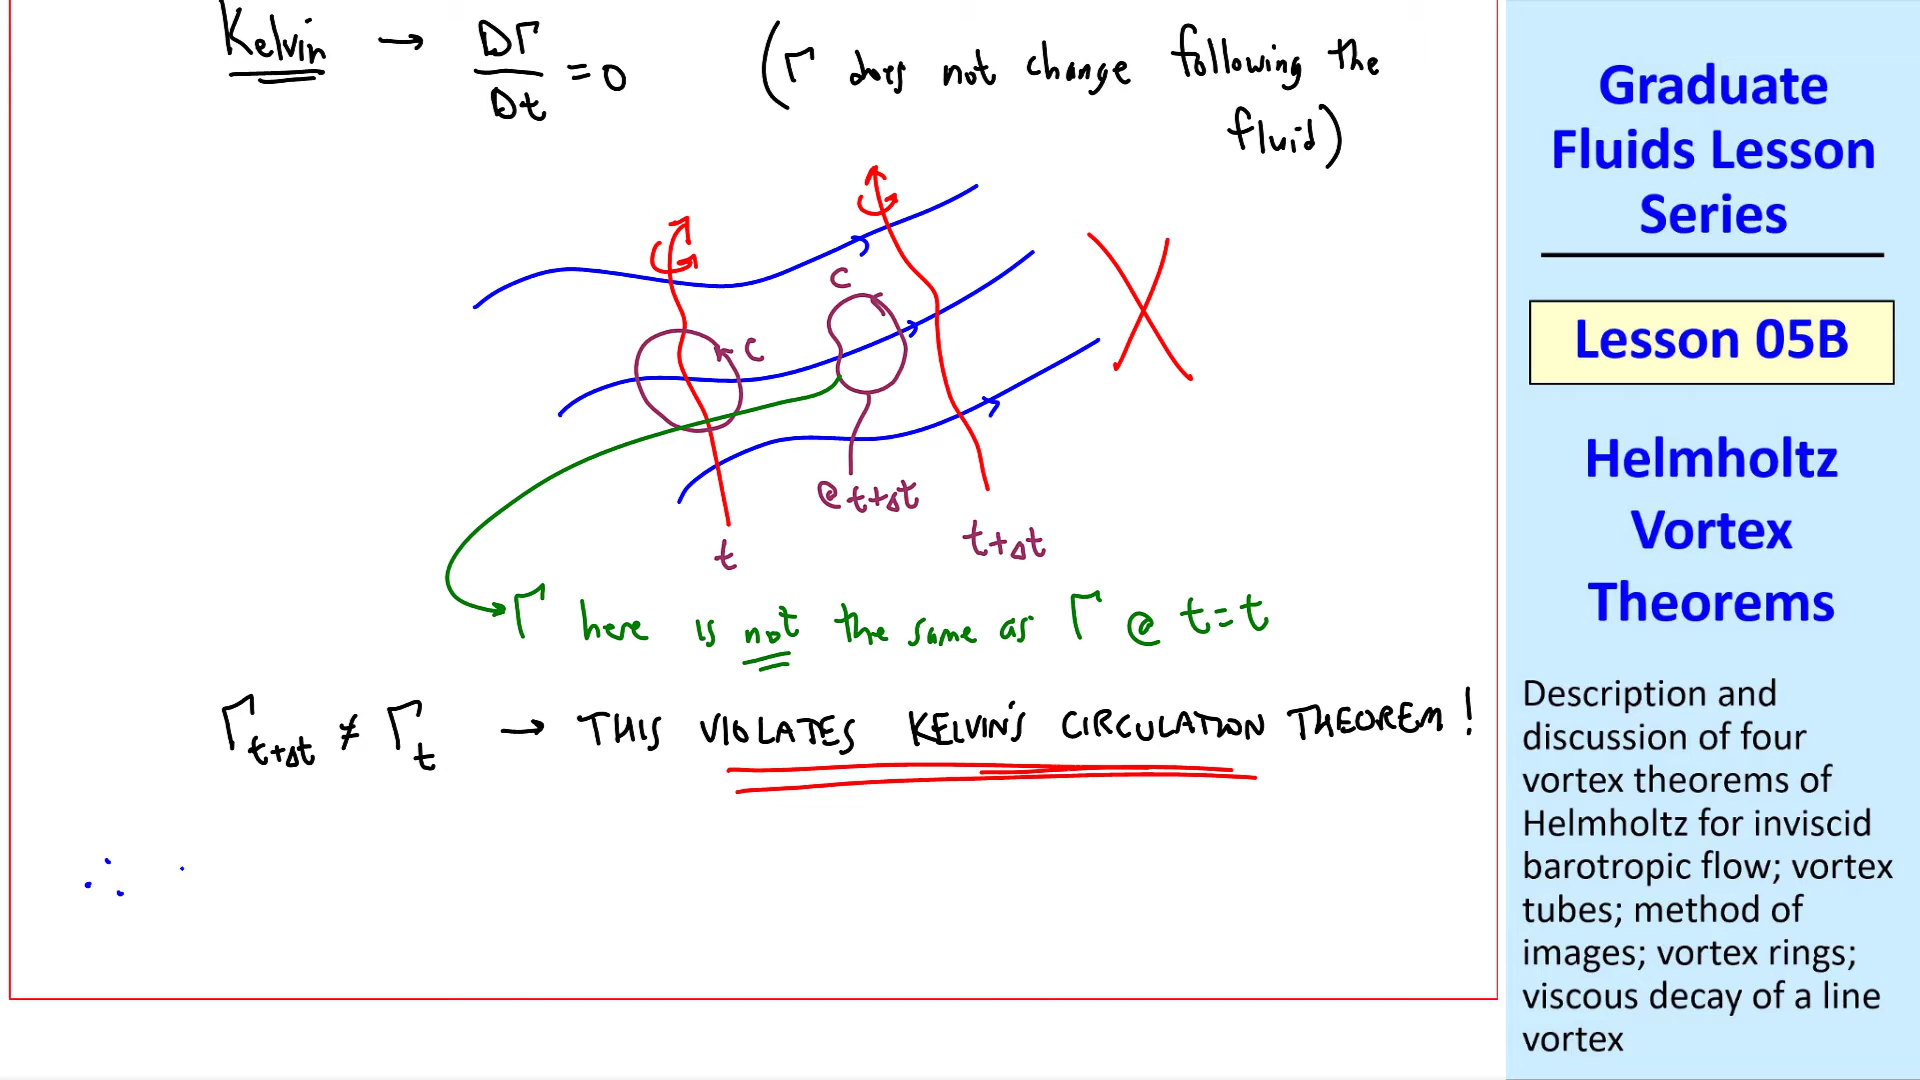 Kelvin → DΓ/Dt = 0 (Γ does not change following the
fluid)
C
C
@ t+Δt
t
t+Δt
Γ here is not the same as Γ @ t=t
Γt+Δt ≠ Γt → THIS VIOLATES KELVIN'S CIRCULATION THEOREM!
∴
Graduate
Fluids Lesson
Series
Lesson 05B
Helmholtz
Vortex
Theorems
Description and
discussion of four
vortex theorems of
Helmholtz for inviscid
barotropic flow; vortex
tubes; method of
images; vortex rings;
viscous decay of a line
vortex